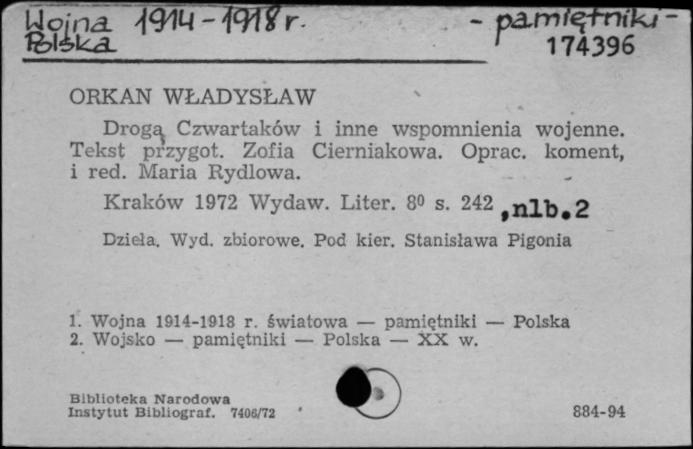 Wojna 1914-1918 r. - pamiętniki -
Polska
174396
ORKAN WŁADYSŁAW
Drogą Czwartaków i inne wspomnienia wojenne.
Tekst przygot. Zofia Cierniakowa. Oprac. koment,
i red. Maria Rydlowa.
Kraków 1972 Wydaw. Liter. 8⁰ s. 242 ,nlb.2
Dzieła. Wyd. zbiorowe. Pod kier. Stanisława Pigonia
1. Wojna 1914-1918 r. światowa — pamiętniki — Polska
2. Wojsko — pamiętniki — Polska — XX w.
Biblioteka Narodowa
Instytut Bibliograf. 7406/72
884-94